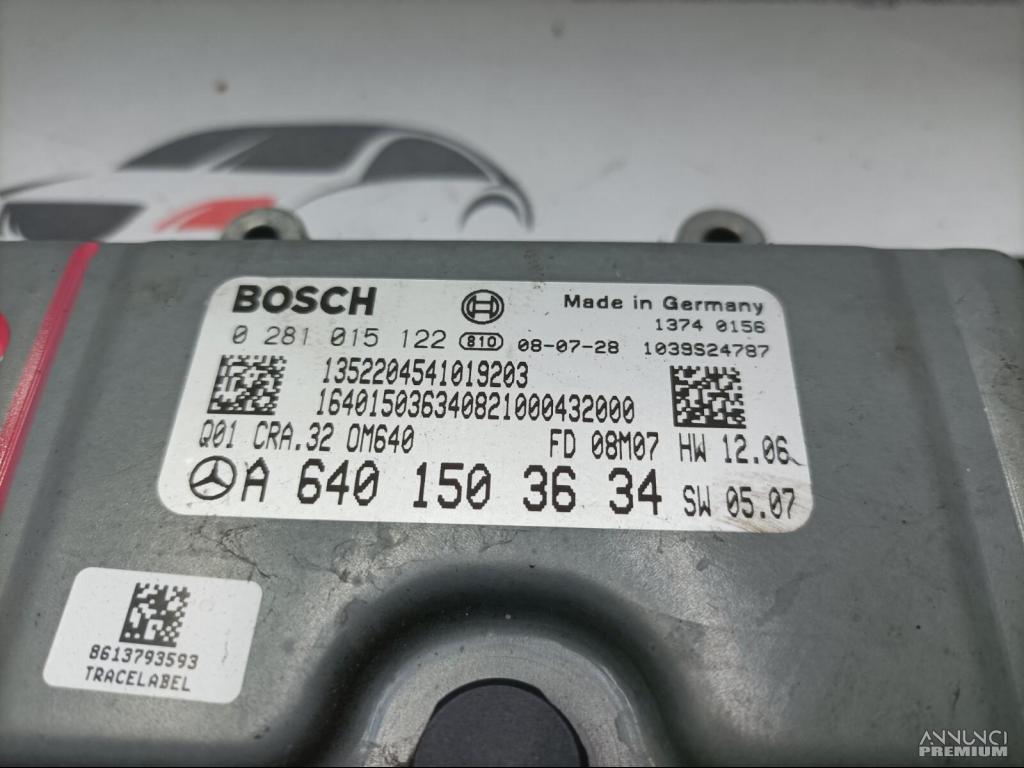 BOSCH
Made in Germany
1374 0156
0 281 015 122 810 08-07-28 1039S24787
1352204541019203
164015036340821000432000
Q01 CRA.32 OM640 FD 08M07 HW 12.06
A 640 150 36 34 SW 05.07
8613793593
TRACELABEL
ANNUNCI
PREMIUM